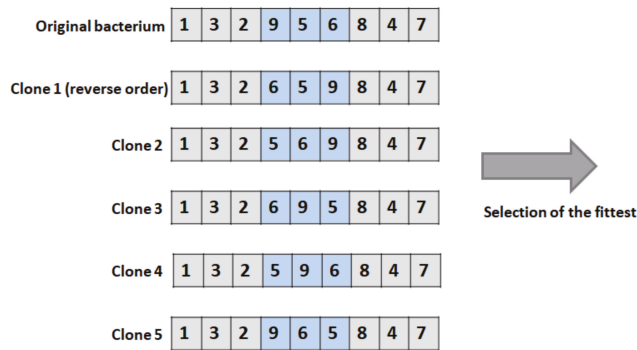 Original bacterium 1 3 2 9 5 6 8 4 7
Clone 1 (reverse order) 1 3 2 6 5 9 8 4 7
Clone 2 1 3 2 5 6 9 8 4 7
Clone 3 1 3 2 6 9 5 8 4 7
Selection of the fittest
Clone 4 1 3 2 5 9 6 8 4 7
Clone 5 1 3 2 9 6 5 8 4 7